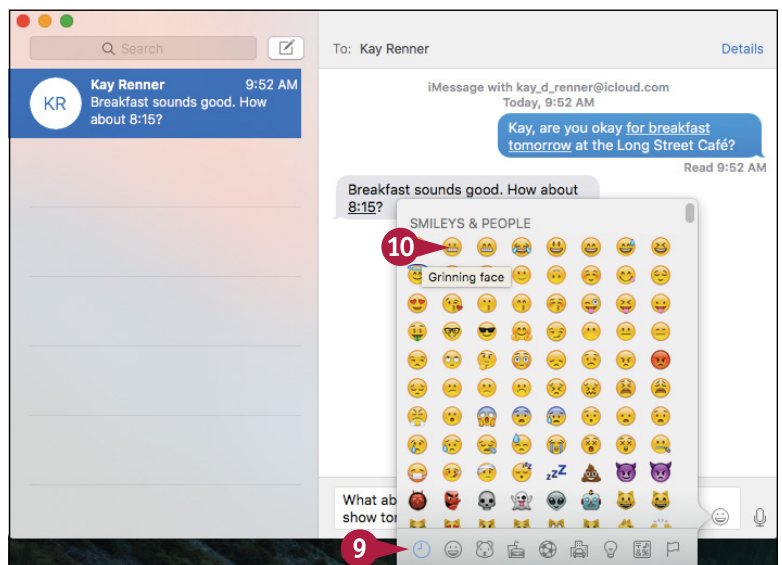 Search
To: Kay Renner
Details
KR
Kay Renner
9:52 AM
Breakfast sounds good. How
about 8:15?
iMessage with kay_d_renner@icloud.com
Today, 9:52 AM
Kay, are you okay for breakfast
tomorrow at the Long Street Café?
Read 9:52 AM
Breakfast sounds good. How about
8:15?
SMILEYS & PEOPLE
10
Grinning face
zzZ
What ab
show to
9